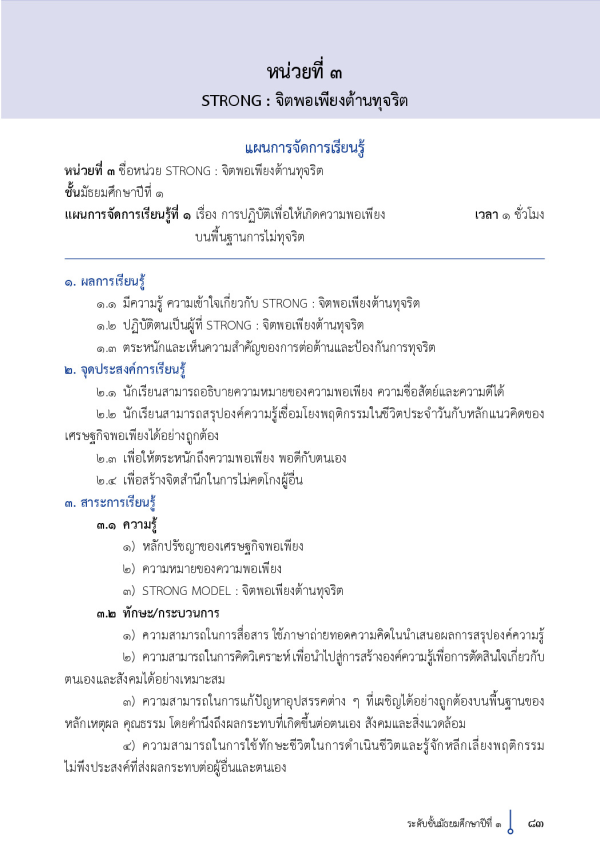 หน่วยที่ ๓
STRONG : จิตพอเพียงต้านทุจริต
แผนการจัดการเรียนรู้
หน่วยที่ ๓ ชื่อหน่วย STRONG : จิตพอเพียงต้านทุจริต
ชั้นมัธยมศึกษาปีที่ ๑
แผนการจัดการเรียนรู้ที่ ๑ เรื่อง การปฏิบัติเพื่อให้เกิดความพอเพียง เวลา ๑ ชั่วโมง
บนพื้นฐานการไม่ทุจริต
๑. ผลการเรียนรู้
๑.๑ มีความรู้ ความเข้าใจเกี่ยวกับ STRONG : จิตพอเพียงต้านทุจริต
๑.๒ ปฏิบัติตนเป็นผู้ที่ STRONG : จิตพอเพียงต้านทุจริต
๑.๓ ตระหนักและเห็นความสำคัญของการต่อต้านและป้องกันการทุจริต
๒. จุดประสงค์การเรียนรู้
๒.๑ นักเรียนสามารถอธิบายความหมายของความพอเพียง ความซื่อสัตย์และความดีได้
๒.๒ นักเรียนสามารถสรุปองค์ความรู้เชื่อมโยงพฤติกรรมในชีวิตประจำวันกับหลักแนวคิดของ
เศรษฐกิจพอเพียงได้อย่างถูกต้อง
๒.๓ เพื่อให้ตระหนักถึงความพอเพียง พอดีกับตนเอง
๒.๔ เพื่อสร้างจิตสำนึกในการไม่คดโกงผู้อื่น
๓. สาระการเรียนรู้
๓.๑ ความรู้
๑) หลักปรัชญาของเศรษฐกิจพอเพียง
๒) ความหมายของความพอเพียง
๓) STRONG MODEL : จิตพอเพียงต้านทุจริต
๓.๒ ทักษะ/กระบวนการ
๑) ความสามารถในการสื่อสาร ใช้ภาษาถ่ายทอดความคิดในนำเสนอผลการสรุปองค์ความรู้
๒) ความสามารถในการคิดวิเคราะห์ เพื่อนำไปสู่การสร้างองค์ความรู้เพื่อการตัดสินใจเกี่ยวกับ
ตนเองและสังคมได้อย่างเหมาะสม
๓) ความสามารถในการแก้ปัญหาอุปสรรคต่าง ๆ ที่เผชิญได้อย่างถูกต้องบนพื้นฐานของ
หลักเหตุผล คุณธรรม โดยคำนึงถึงผลกระทบที่เกิดขึ้นต่อตนเอง สังคมและสิ่งแวดล้อม
๔) ความสามารถในการใช้ทักษะชีวิตในการดำเนินชีวิตและรู้จักหลีกเลี่ยงพฤติกรรม
ไม่พึงประสงค์ที่ส่งผลกระทบต่อผู้อื่นและตนเอง
ระดับชั้นมัธยมศึกษาปีที่ ๑ ๘๓